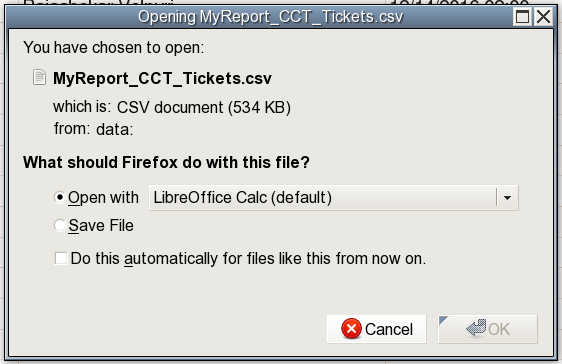 Opening MyReport_CCT_Tickets.csv
You have chosen to open:
MyReport_CCT_Tickets.csv
which is: CSV document (534 KB)
from: data:
What should Firefox do with this file?
Open with LibreOffice Calc (default)
Save File
Do this automatically for files like this from now on.
Cancel OK